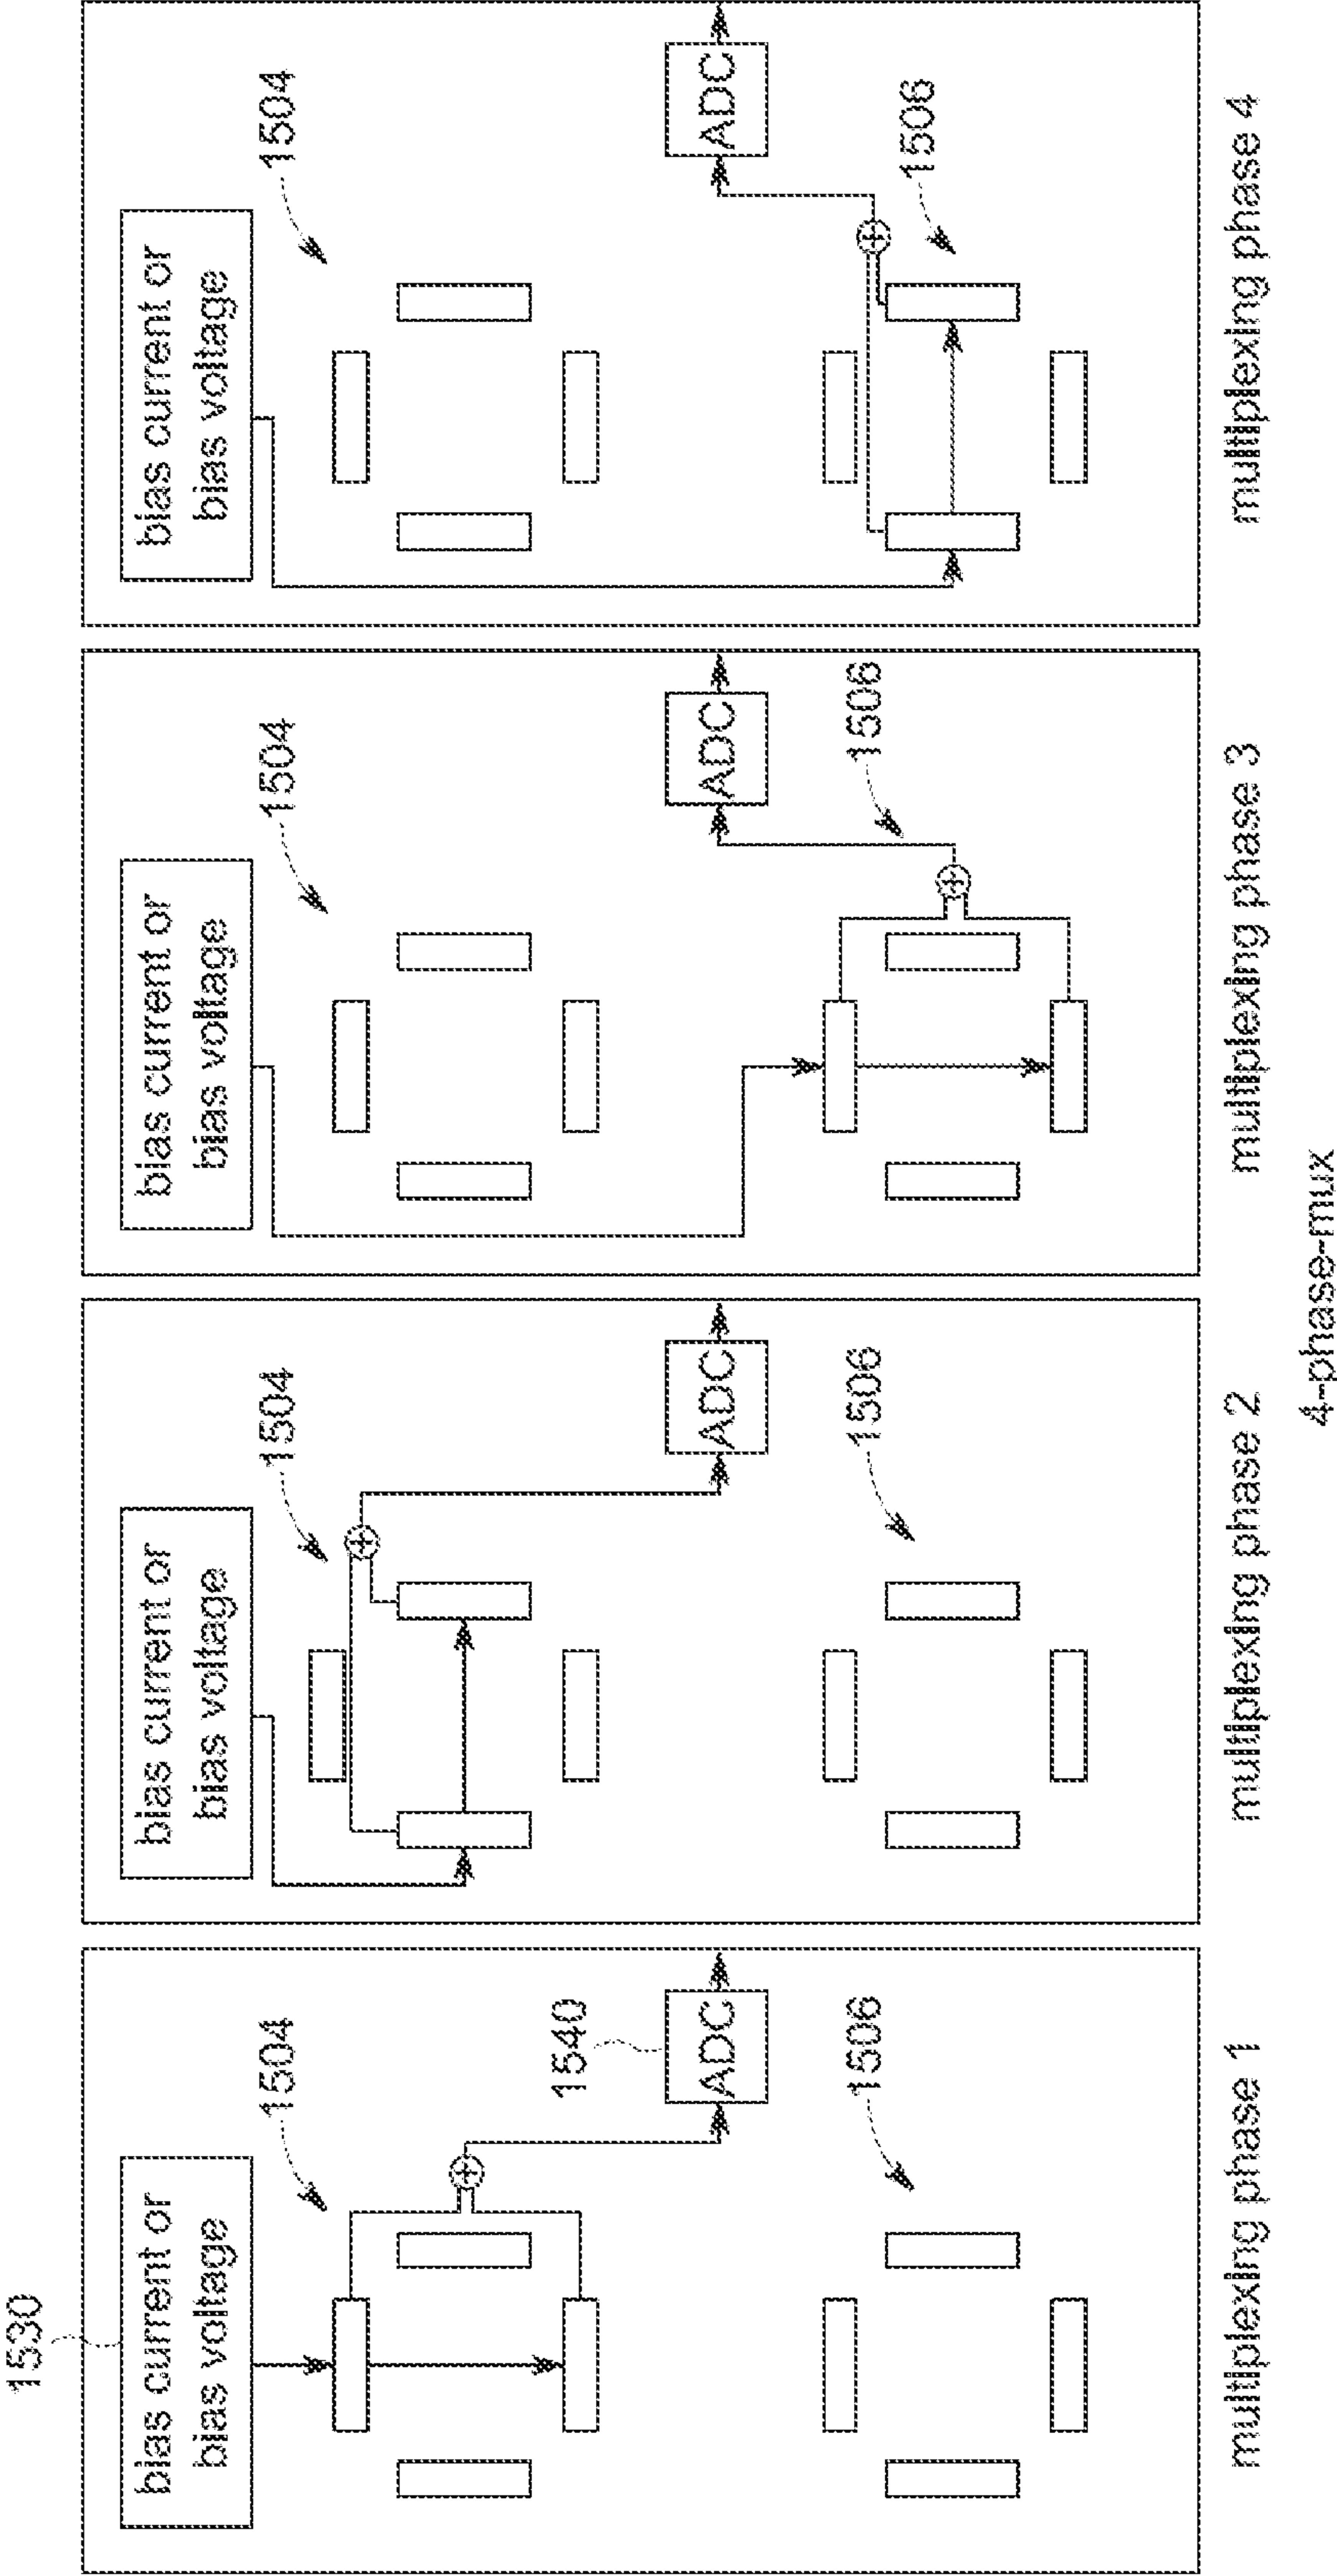 1530
bias current or
bias voltage
1504
1540
ADC
1506
multiplexing phase 1
bias current or
bias voltage
1504
ADC
1506
multiplexing phase 2
bias current or
bias voltage
1504
ADC
1506
multiplexing phase 3
bias current or
bias voltage
1504
ADC
1506
multiplexing phase 4
4-phase-mux